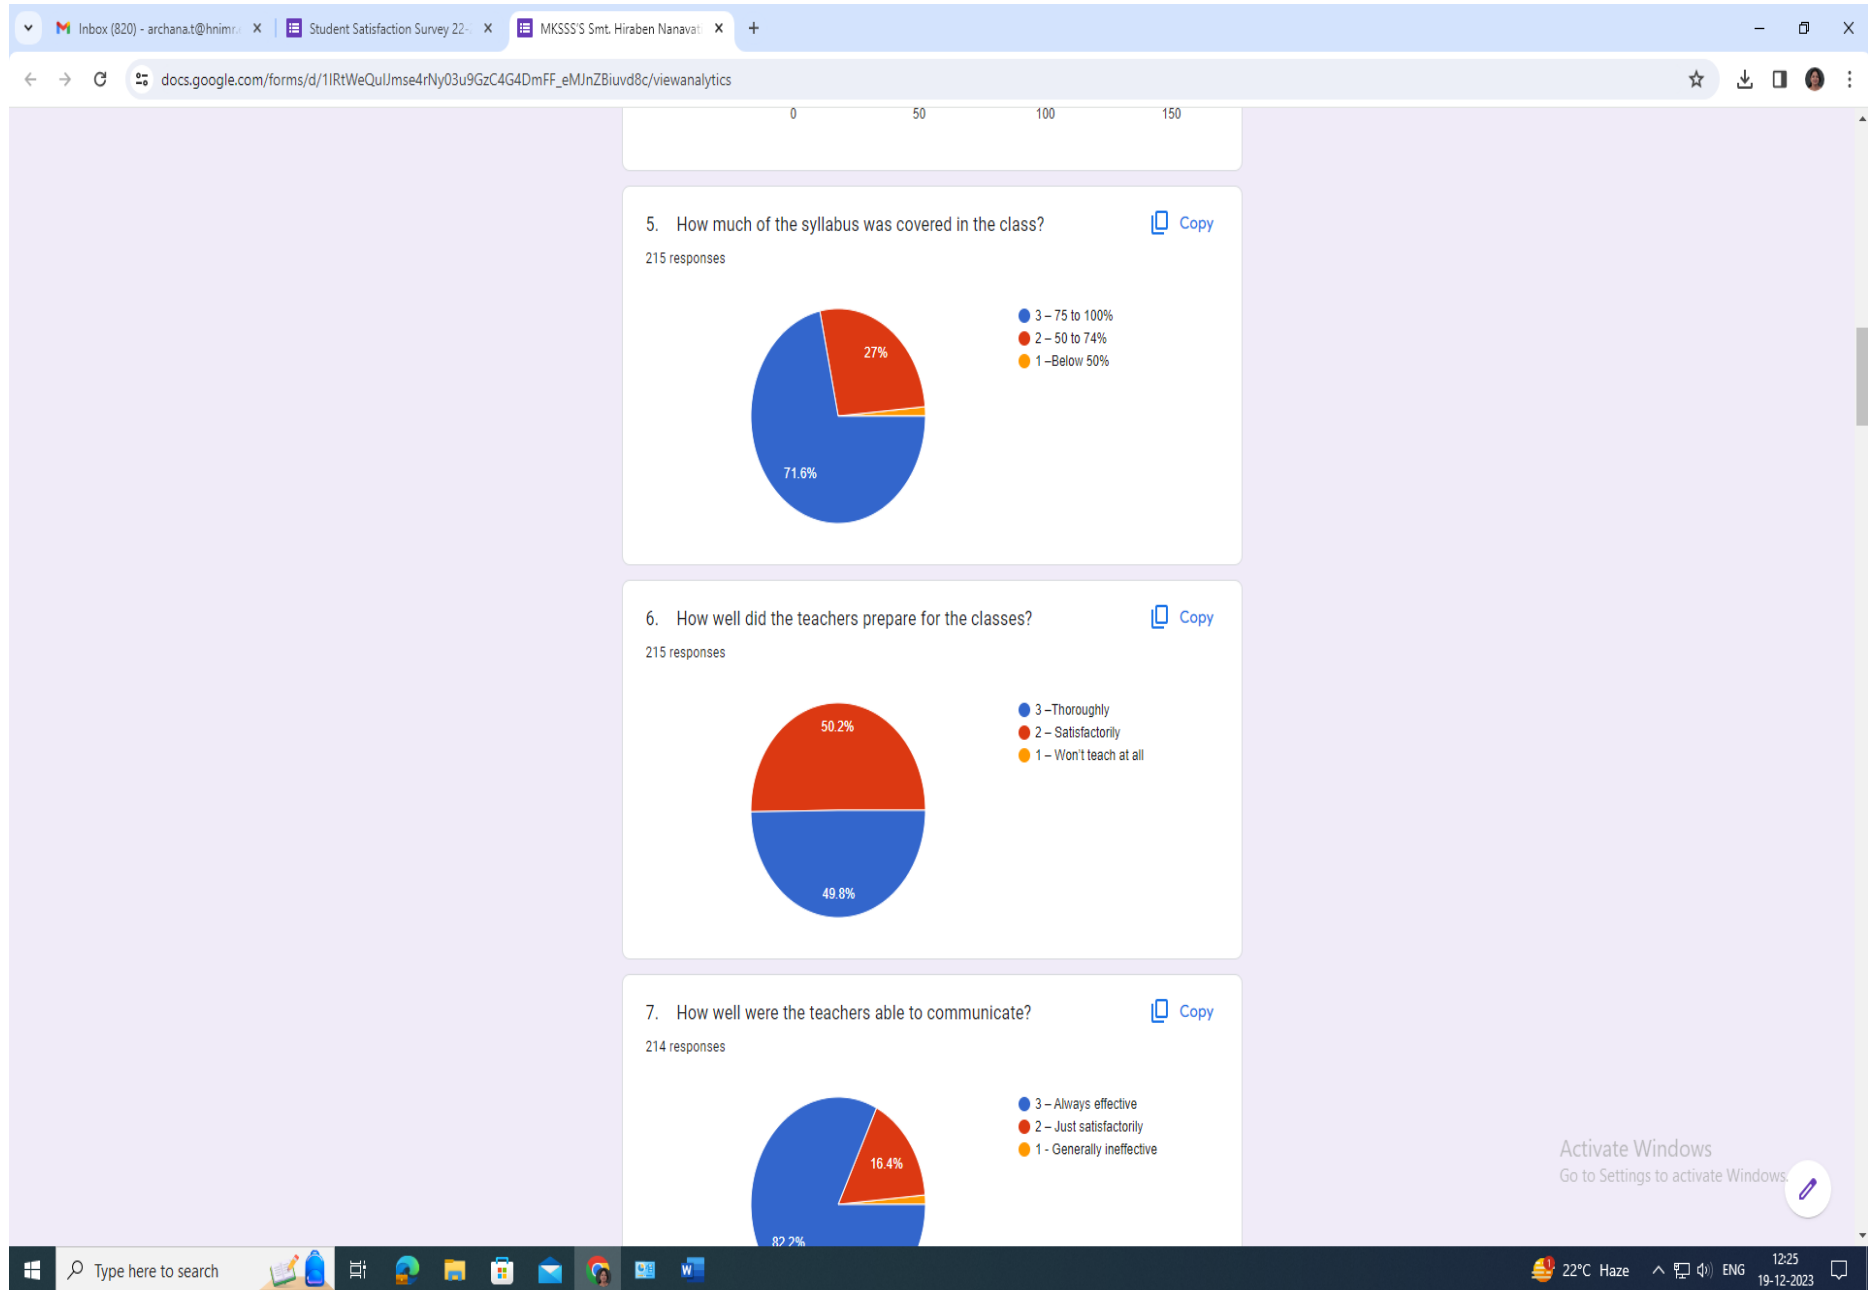 Inbox (820) - archana.t@hnimr.
Student Satisfaction Survey 22-
MKSSS'S Smt. Hiraben Nanavat
docs.google.com/forms/d/1IRtWeQuIJmse4rNy03u9GzC4G4DmFF_eMJnZBiuvd8c/viewanalytics
0 50 100 150
5. How much of the syllabus was covered in the class?
Copy
215 responses
3 – 75 to 100%
2 – 50 to 74%
1 –Below 50%
27%
71.6%
6. How well did the teachers prepare for the classes?
Copy
215 responses
3 –Thoroughly
2 – Satisfactorily
1 – Won't teach at all
50.2%
49.8%
7. How well were the teachers able to communicate?
Copy
214 responses
3 – Always effective
2 – Just satisfactorily
1 - Generally ineffective
16.4%
82.2%
Activate Windows
Go to Settings to activate Windows.
Type here to search
1
22°C Haze
ENG
12:25
19-12-2023